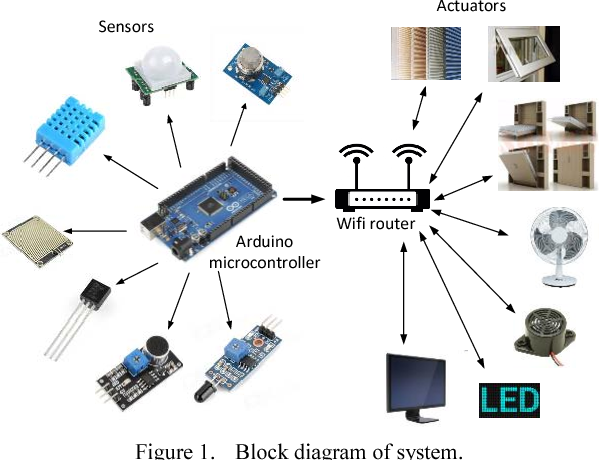 Sensors
Actuators
Wifi router
Arduino
microcontroller
LED
Figure 1. Block diagram of system.